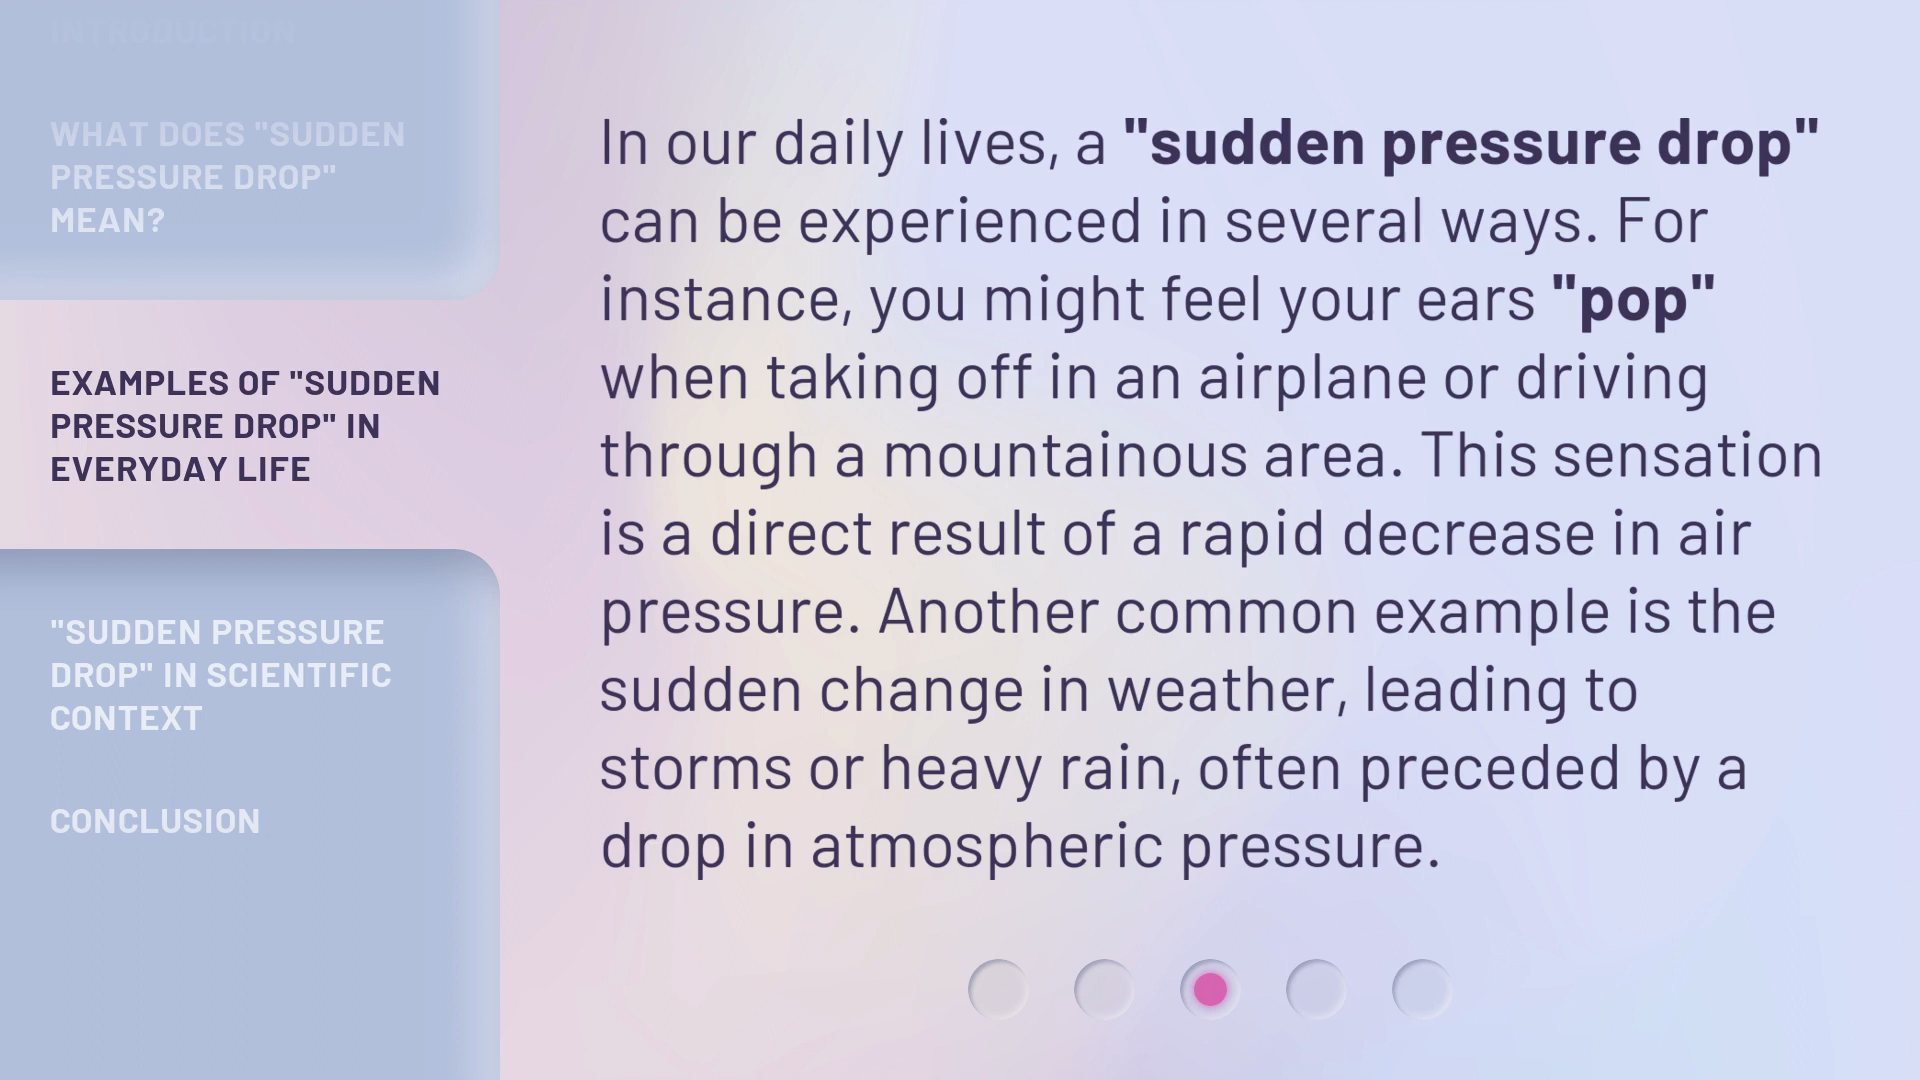 INTRODUCTION
WHAT DOES "SUDDEN
PRESSURE DROP"
MEAN?
EXAMPLES OF "SUDDEN
PRESSURE DROP" IN
EVERYDAY LIFE
"SUDDEN PRESSURE
DROP" IN SCIENTIFIC
CONTEXT
CONCLUSION
In our daily lives, a "sudden pressure drop"
can be experienced in several ways. For
instance, you might feel your ears "pop"
when taking off in an airplane or driving
through a mountainous area. This sensation
is a direct result of a rapid decrease in air
pressure. Another common example is the
sudden change in weather, leading to
storms or heavy rain, often preceded by a
drop in atmospheric pressure.